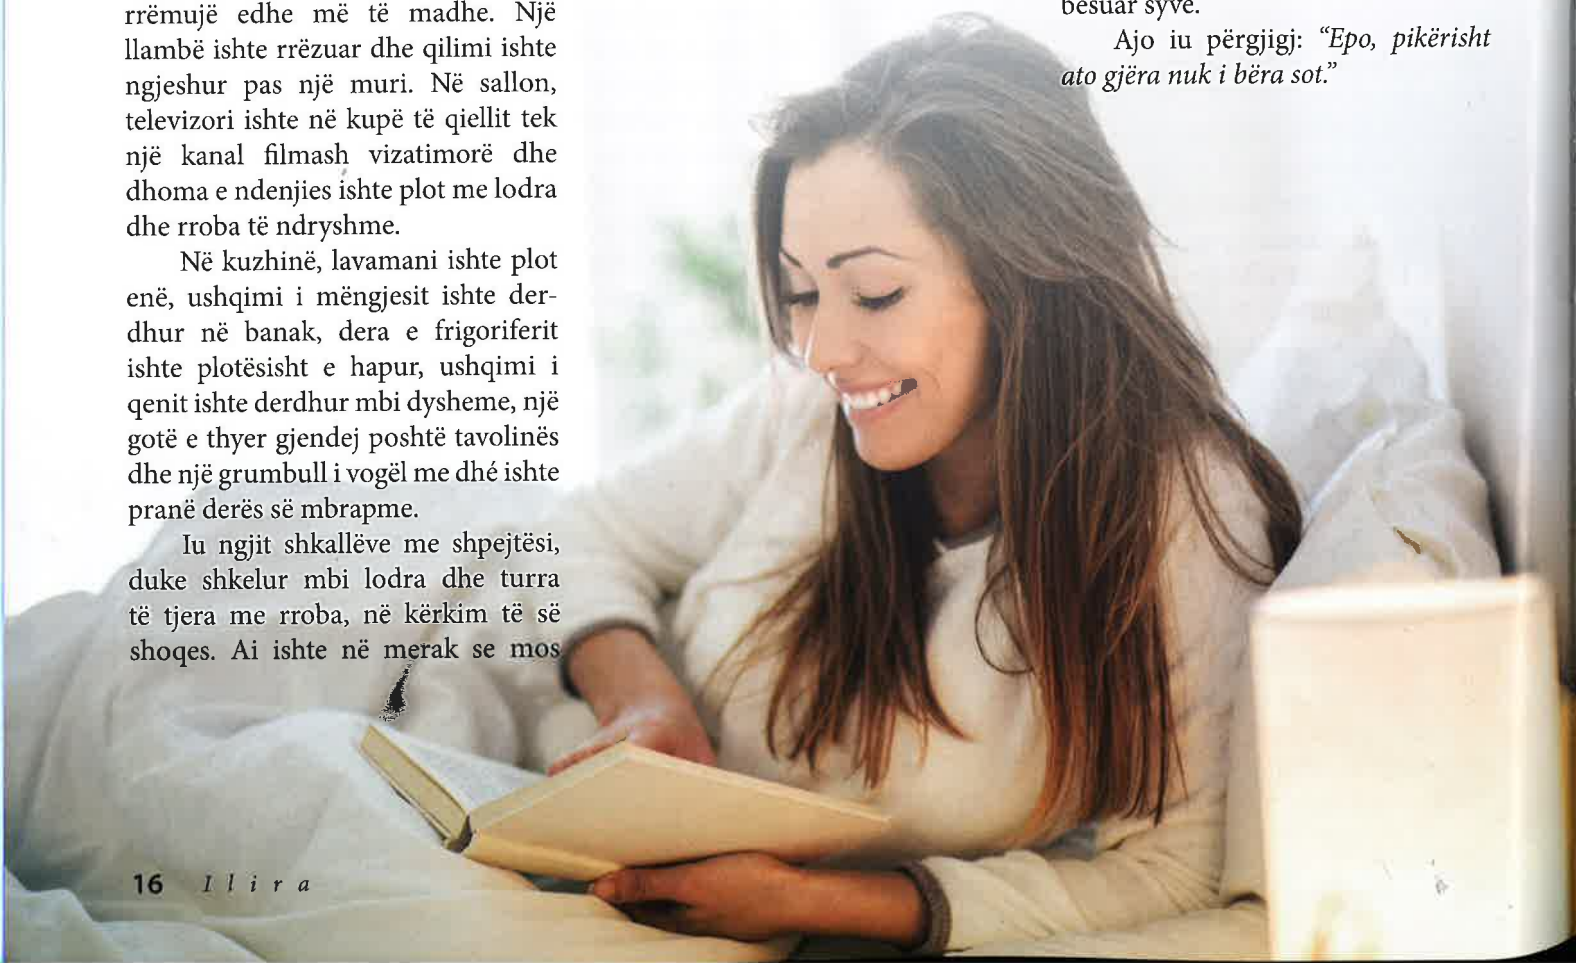 rrëmujë edhe më të madhe. Një
llambë ishte rrëzuar dhe qilimi ishte
ngjeshur pas një muri. Në sallon,
televizori ishte në kupë të qiellit tek
një kanal filmash vizatimorë dhe
dhoma e ndenjies ishte plot me lodra
dhe rroba të ndryshme.
Në kuzhinë, lavamani ishte plot
enë, ushqimi i mëngjesit ishte der-
dhur në banak, dera e frigoriferit
ishte plotësisht e hapur, ushqimi i
qenit ishte derdhur mbi dysheme, një
gotë e thyer gjendej poshtë tavolinës
dhe një grumbull i vogël me dhé ishte
pranë derës së mbrapme.
Iu ngjit shkallëve me shpejtësi,
duke shkelur mbi lodra dhe turra
të tjera me rroba, në kërkim të së
shoqes. Ai ishte në merak se mos
besuar syve.
Ajo iu përgjigj: “Epo, pikërisht
ato gjëra nuk i bëra sot.”
16 Ilira